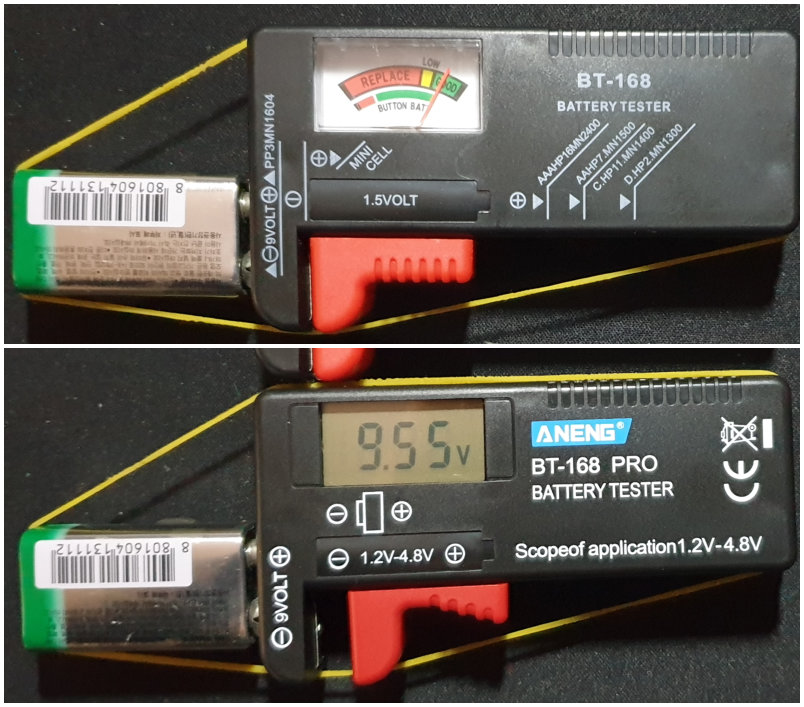 LOW
REPLACE
GOOD
BUTTON BATT
BT-168
BATTERY TESTER
⊕▶MINI
CELL
1.5VOLT
AAAHP16MN2400
AAHP7.MN1500
C.HP11.MN1400
D.HP2.MN1300
⊕
▲⊖9VOLT⊕▲PP3MN1604
⊖
8 801604 131112
9.55V
ANENG®
BT-168 PRO
BATTERY TESTER
⊖ ⊕
⊖ 1.2V-4.8V ⊕
Scopeof application1.2V-4.8V
⊖9VOLT⊕
CE
8 801604 131112